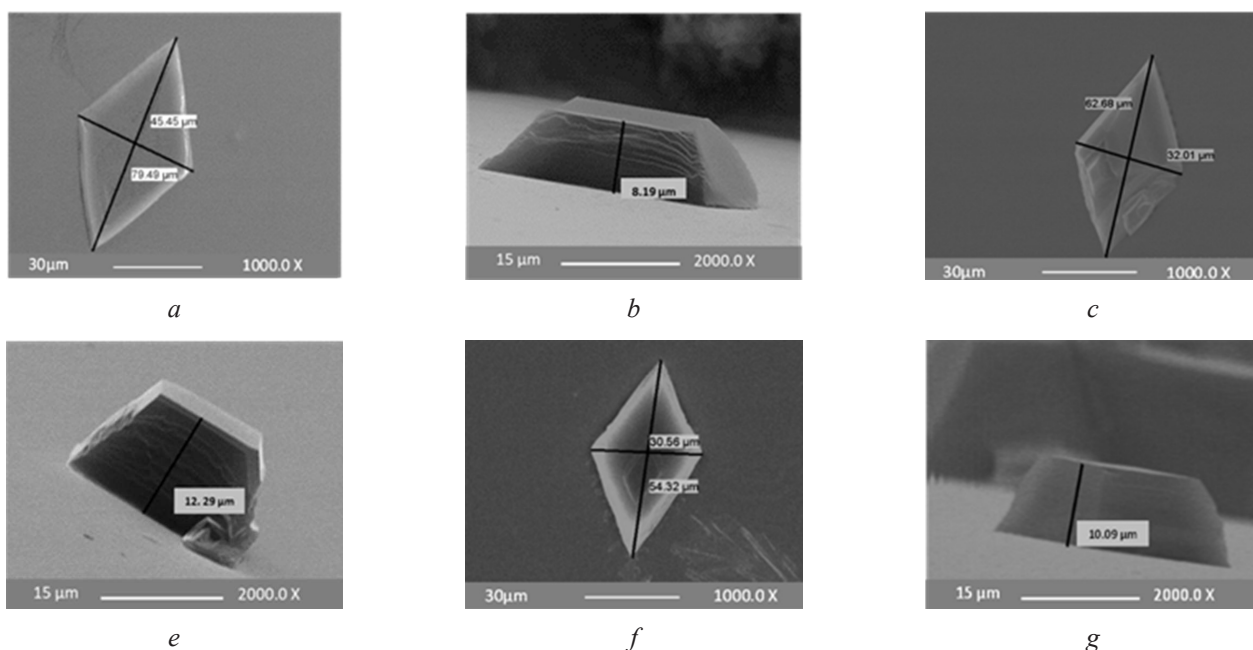 45.45 µm
79.49 µm
30µm 1000.0 X
a
8.19 µm
15 µm 2000.0 X
b
62.68 µm
32.01 µm
30µm 1000.0 X
c
12. 29 µm
15 µm 2000.0 X
e
30.56 µm
54.32 µm
30µm 1000.0 X
f
10.09 µm
15 µm 2000.0 X
g